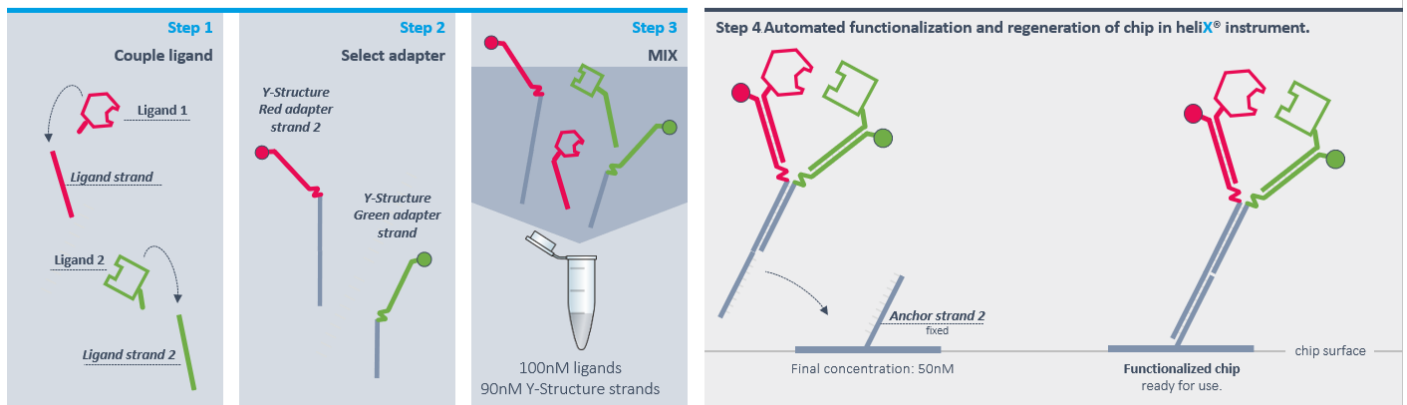 Step 1
Couple ligand
Ligand 1
Ligand strand
Ligand 2
Ligand strand 2
Step 2
Select adapter
Y-Structure
Red adapter
strand 2
Y-Structure
Green adapter
strand
Step 3
MIX
100nM ligands
90nM Y-Structure strands
Step 4 Automated functionalization and regeneration of chip in heliX® instrument.
Anchor strand 2
fixed
Final concentration: 50nM
Functionalized chip
ready for use.
chip surface